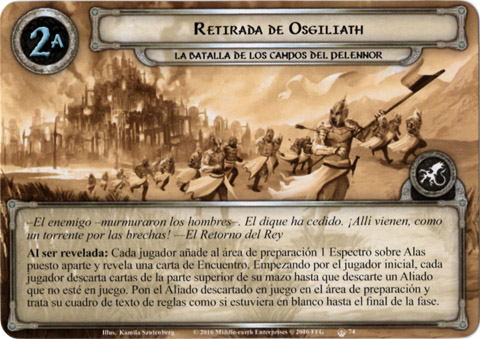 2A
Retirada de Osgiliath
La Batalla de los Campos del Pelennor
–El enemigo –murmuraron los hombres–. El dique ha cedido. ¡Allí vienen, como
un torrente por las brechas! —El Retorno del Rey
Al ser revelada: Cada jugador añade al área de preparación 1 Espectro sobre Alas
puesto aparte y revela una carta de Encuentro. Empezando por el jugador inicial, cada
jugador descarta cartas de la parte superior de su mazo hasta que descarte un Aliado
que no esté en juego. Pon el Aliado descartado en juego en el área de preparación y
trata su cuadro de texto de reglas como si estuviera en blanco hasta el final de la fase.
Illus. Kamila Szutenberg © 2016 Middle-earth Enterprises © 2016 FFG 74